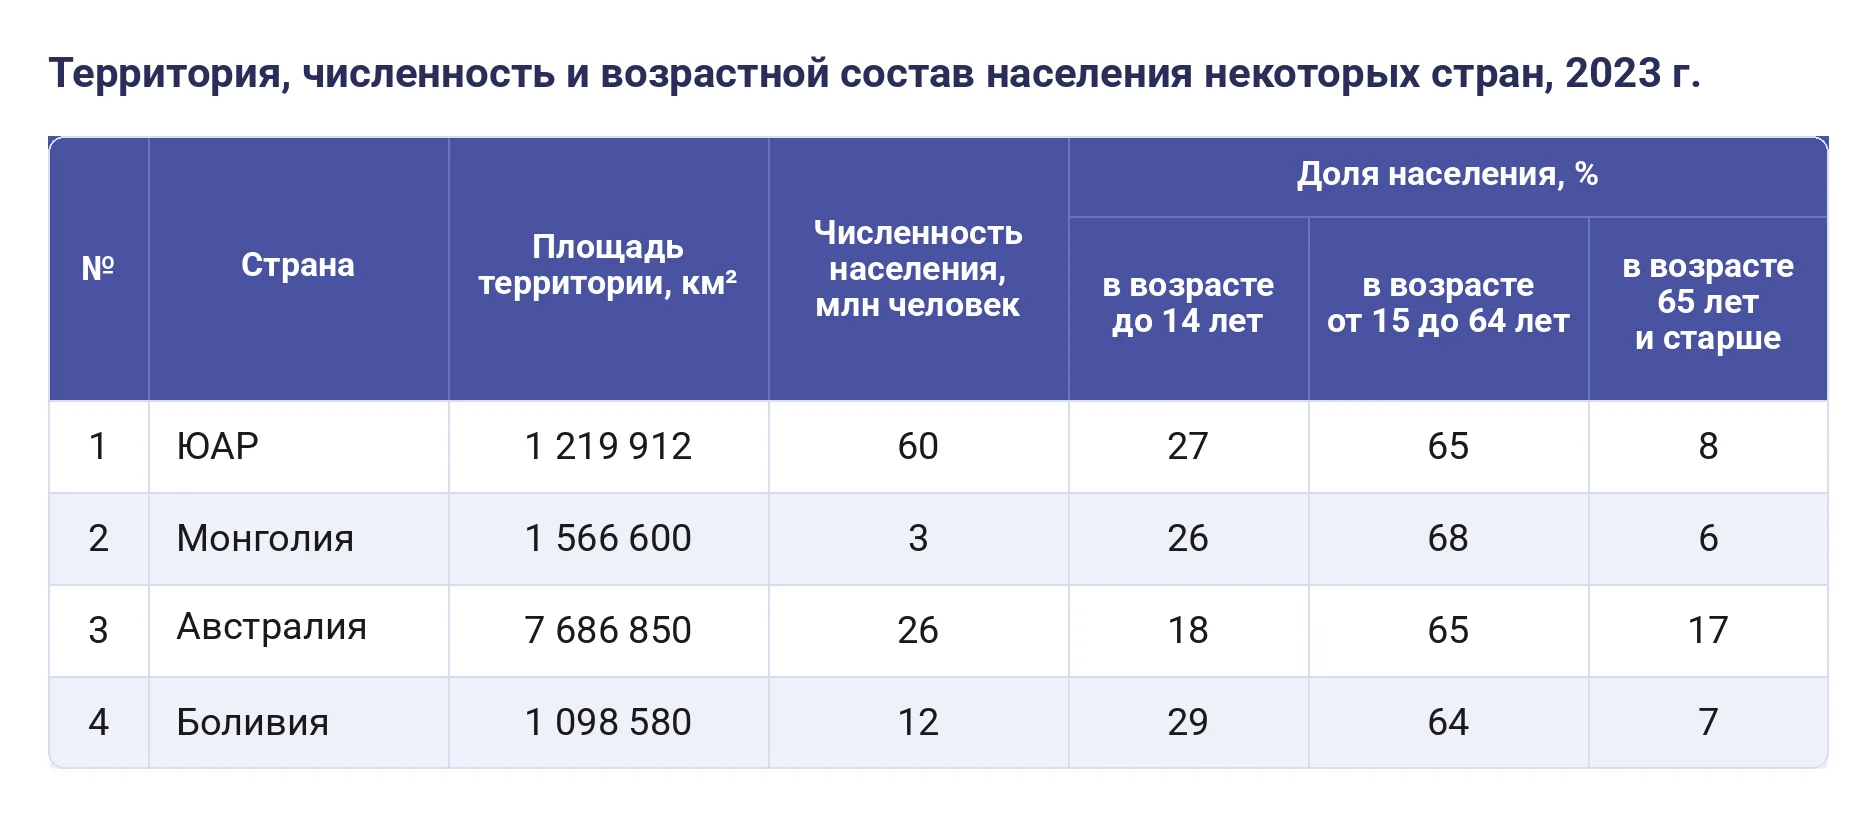 Территория, численность и возрастной состав населения некоторых стран, 2023 г.
№
Страна
Площадь
территории, км²
Численность
населения,
млн человек
Доля населения, %
в возрасте
до 14 лет
в возрасте
от 15 до 64 лет
в возрасте
65 лет
и старше
1 ЮАР 1 219 912 60 27 65 8
2 Монголия 1 566 600 3 26 68 6
3 Австралия 7 686 850 26 18 65 17
4 Боливия 1 098 580 12 29 64 7